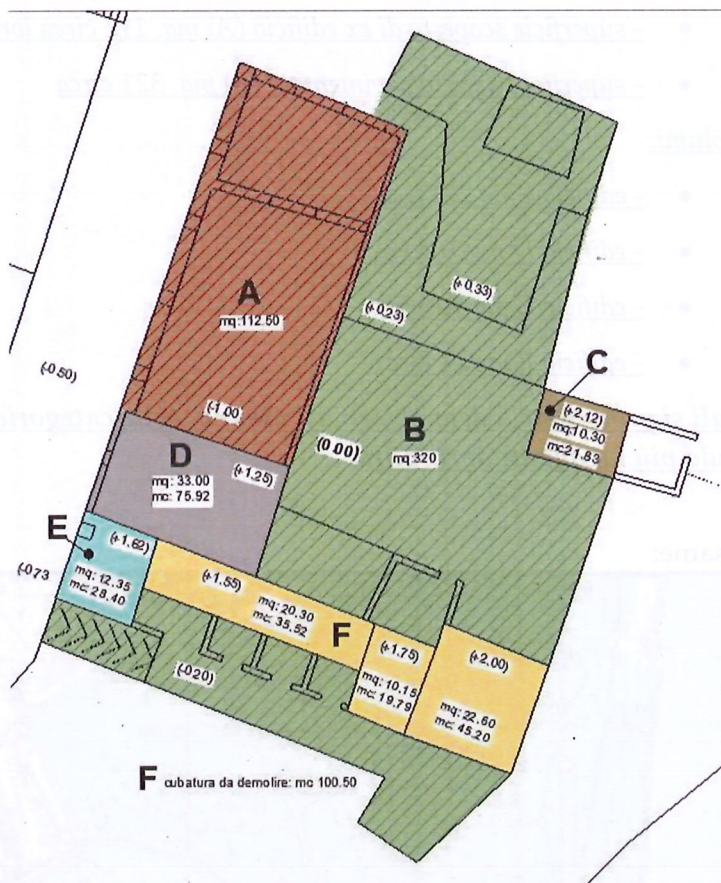 A
mq:112.50
(+0.33)
(+0.23)
(-0.50)
C
(+2.12)
mq:10.30
mc:21.83
(-1.00
B
mq:320
(0.00)
D
(+1.25)
mq: 33.00
mc: 75.92
E
(+1.62)
mq: 12.35
mc: 28.40
(-0.73
(+1.55)
mq: 20.30
mc: 35.52
F
(+1.75)
mq: 10.15
mc: 19.79
(+2.00)
mq: 22.60
mc: 45.20
(-0.20)
F cubatura da demolire: mc 100.50